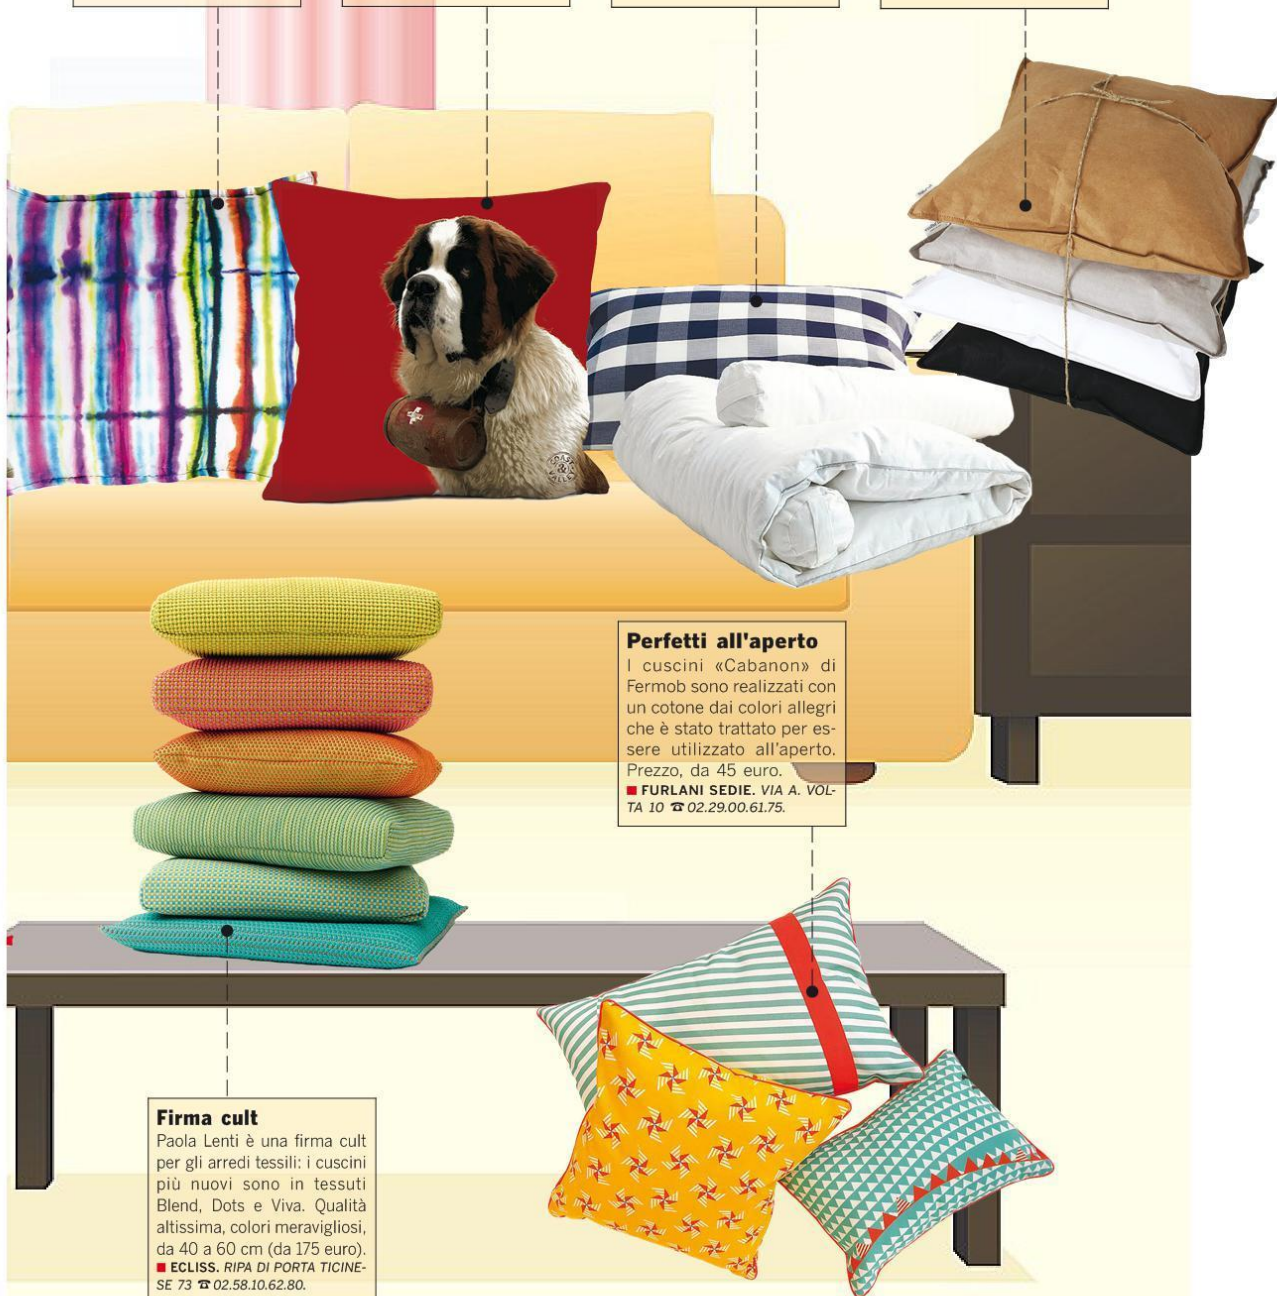 COAST
&
VALLEY
Perfetti all'aperto
I cuscini «Cabanon» di
Fermob sono realizzati con
un cotone dai colori allegri
che è stato trattato per es-
sere utilizzato all'aperto.
Prezzo, da 45 euro.
■ FURLANI SEDIE. VIA A. VOL-
TA 10 ☎ 02.29.00.61.75.
Firma cult
Paola Lenti è una firma cult
per gli arredi tessili: i cuscini
più nuovi sono in tessuti
Blend, Dots e Viva. Qualità
altissima, colori meravigliosi,
da 40 a 60 cm (da 175 euro).
■ ECLISS. RIPA DI PORTA TICINE-
SE 73 ☎ 02.58.10.62.80.